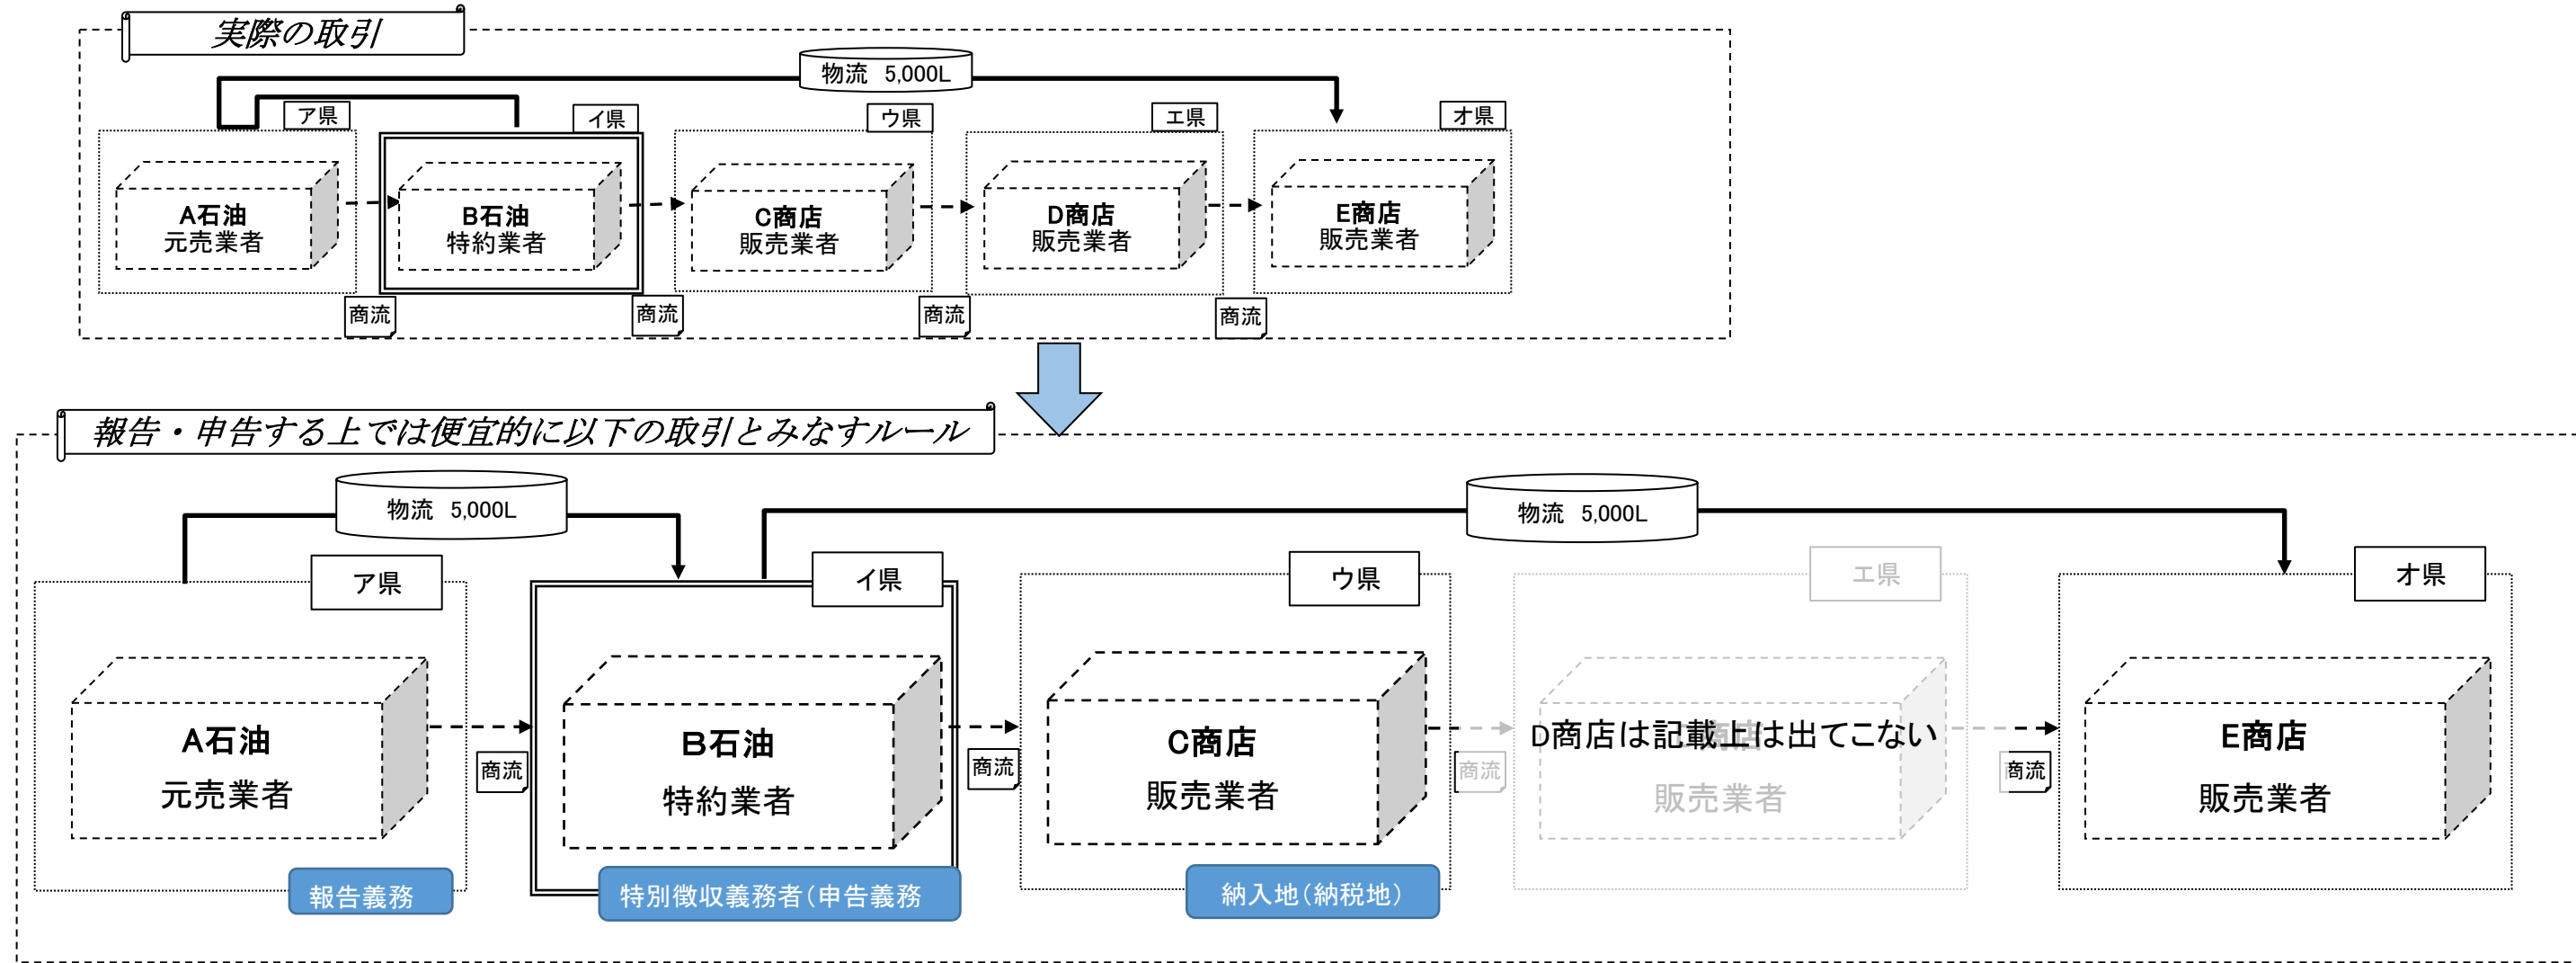 実際の取引
物流 5,000L
ア県
イ県
ウ県
エ県
オ県
A石油
元売業者
B石油
特約業者
C商店
販売業者
D商店
販売業者
E商店
販売業者
商流
商流
商流
商流
報告・申告する上では便宜的に以下の取引とみなすルール
物流 5,000L
物流 5,000L
ア県
イ県
ウ県
エ県
オ県
A石油
元売業者
B石油
特約業者
C商店
販売業者
D商店は記載上は出てこない
販売業者
E商店
販売業者
商流
商流
商流
商流
報告義務
特別徴収義務者(申告義務
納入地(納税地)